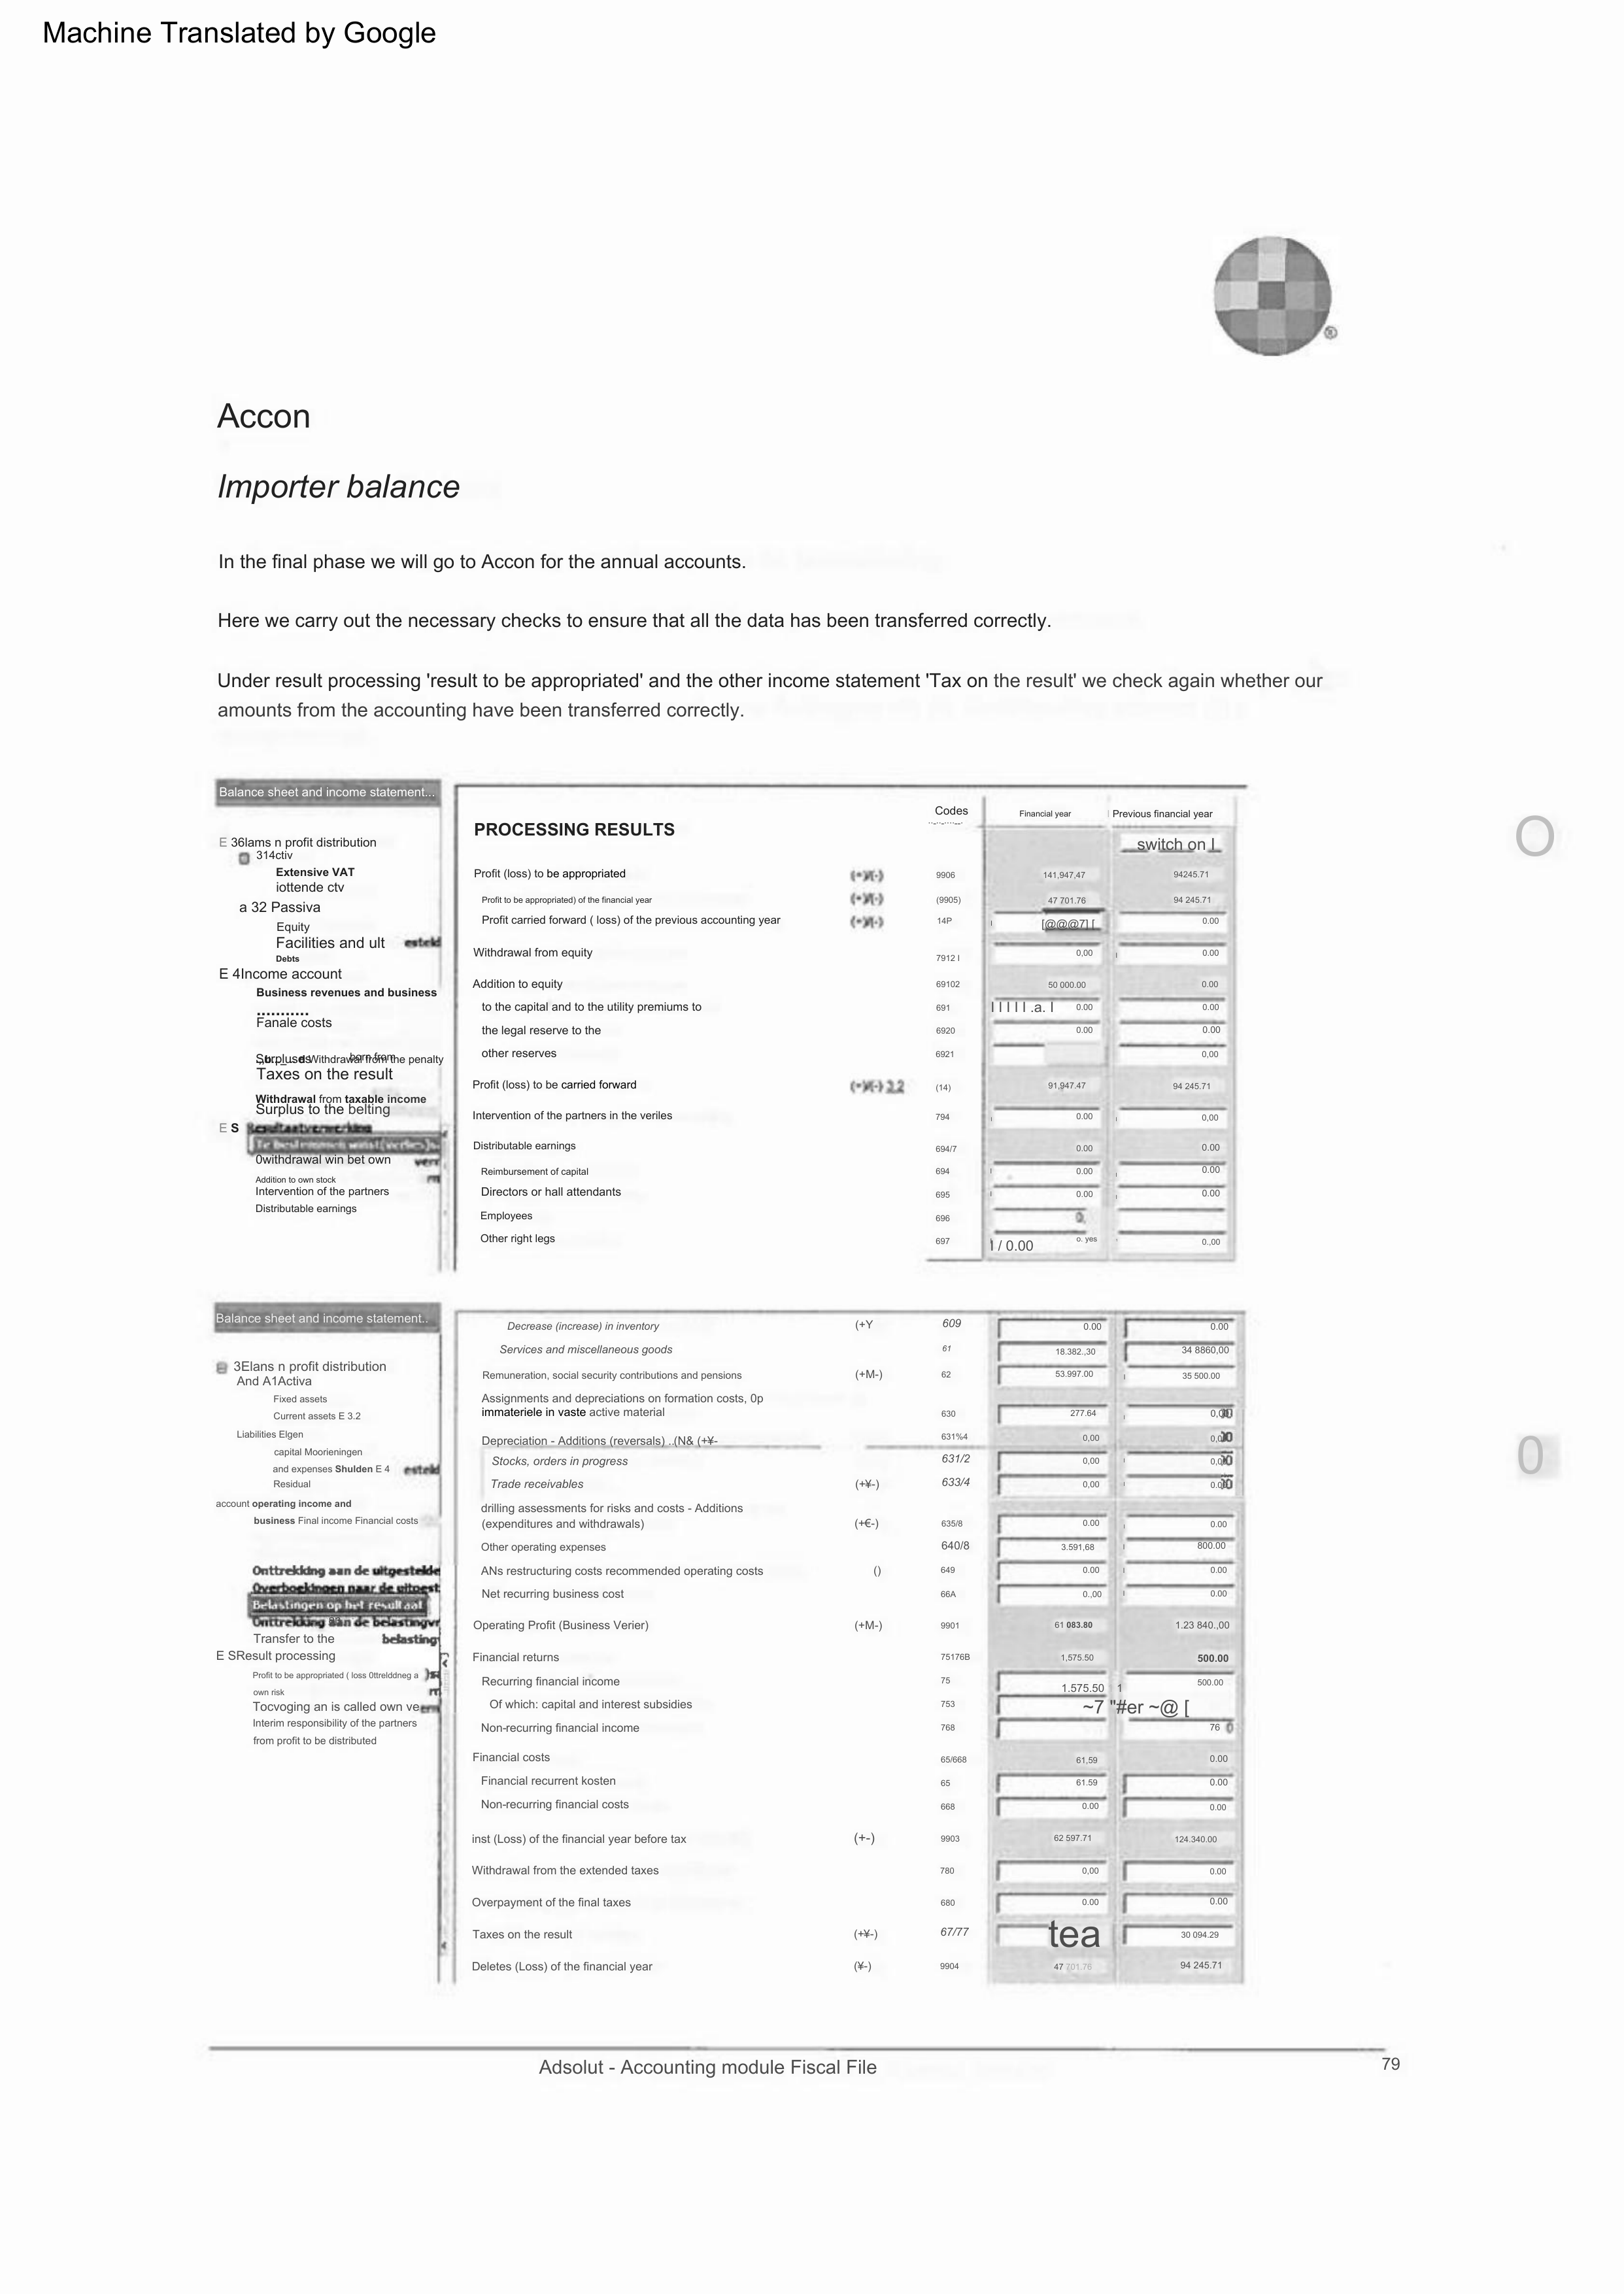 Machine Translated by Google
Accon
Importer balance
In the final phase we will go to Accon for the annual accounts.
Here we carry out the necessary checks to ensure that all the data has been transferred correctly.
Under result processing 'result to be appropriated' and the other income statement 'Tax on the result' we check again whether our
amounts from the accounting have been transferred correctly.
Balance sheet and income statement...
E 36lams n profit distribution
314ctiv
Extensive VAT
iottende ctv
a 32 Passiva
Equity
Facilities and ult esteld
Debts
E 4Income account
Business revenues and business
...........
Fanale costs
Withdrawal from the penalty
Taxes on the result
Withdrawal from taxable income
Surplus to the belting
E S Resultaatverwerking
Te bestemmen winst (verlies)
0withdrawal win bet own
Addition to own stock
Intervention of the partners
Distributable earnings
Codes Financial year Previous financial year
PROCESSING RESULTS
switch on l
Profit (loss) to be appropriated (+)/(-) 9906 141,947,47 94245.71
Profit to be appropriated) of the financial year (+)/(-) (9905) 47 701.76 94 245.71
Profit carried forward ( loss) of the previous accounting year (+)/(-) 14P [@@@7] [ 0.00
Withdrawal from equity 7912 l 0,00 0.00
Addition to equity 69102 50 000.00 0.00
to the capital and to the utility premiums to 691 l l l l l .a. l 0.00 0.00
the legal reserve to the 6920 0.00 0.00
other reserves 6921 0,00
Profit (loss) to be carried forward (+)/(-) 3.2 (14) 91,947.47 94 245.71
Intervention of the partners in the veriles 794 0.00 0,00
Distributable earnings 694/7 0.00 0.00
Reimbursement of capital 694 0.00 0.00
Directors or hall attendants 695 0.00 0.00
Employees 696 0,
Other right legs 697 l / 0.00 o. yes 0.,00
Balance sheet and income statement..
3Elans n profit distribution
And A1Activa
Fixed assets
Current assets E 3.2
Liabilities Elgen
capital Moorieningen
and expenses Shulden E 4 esteld
Residual
account operating income and
business Final income Financial costs
Onttrekking aan de uitgestelde
Overboekingen naar de uitgest
Belastingen op het resultaat
Onttrekking aan de belastingvr
Transfer to the belasting
E SResult processing
Profit to be appropriated ( loss 0ttrelddneg a
own risk
Tocvoging an is called own ve
Interim responsibility of the partners
from profit to be distributed
Decrease (increase) in inventory (+Y 609 0.00 0.00
Services and miscellaneous goods 61 18.382.,30 34 8860,00
Remuneration, social security contributions and pensions (+M-) 62 53.997.00 35 500.00
Assignments and depreciations on formation costs, 0p
immateriele in vaste active material 630 277.64 0,00
Depreciation - Additions (reversals) ..(N& (+¥- 631%4 0,00 0,00
Stocks, orders in progress 631/2 0,00 0,00
Trade receivables (+¥-) 633/4 0,00 0.00
drilling assessments for risks and costs - Additions
(expenditures and withdrawals) (+€-) 635/8 0.00 0.00
Other operating expenses 640/8 3.591,68 800.00
ANs restructuring costs recommended operating costs () 649 0.00 0.00
Net recurring business cost 66A 0.,00 0.00
Operating Profit (Business Verier) (+M-) 9901 61 083.80 1.23 840.,00
Financial returns 75176B 1,575.50 500.00
Recurring financial income 75 1.575.50 1 500.00
Of which: capital and interest subsidies 753 ~7 "#er ~@ [
Non-recurring financial income 768 76 0
Financial costs 65/668 61,59 0.00
Financial recurrent kosten 65 61.59 0.00
Non-recurring financial costs 668 0.00 0.00
inst (Loss) of the financial year before tax (+-) 9903 62 597.71 124.340.00
Withdrawal from the extended taxes 780 0,00 0.00
Overpayment of the final taxes 680 0.00 0.00
Taxes on the result (+¥-) 67/77 tea 30 094.29
Deletes (Loss) of the financial year (¥-) 9904 47 701.76 94 245.71
O
0
Adsolut - Accounting module Fiscal File 79